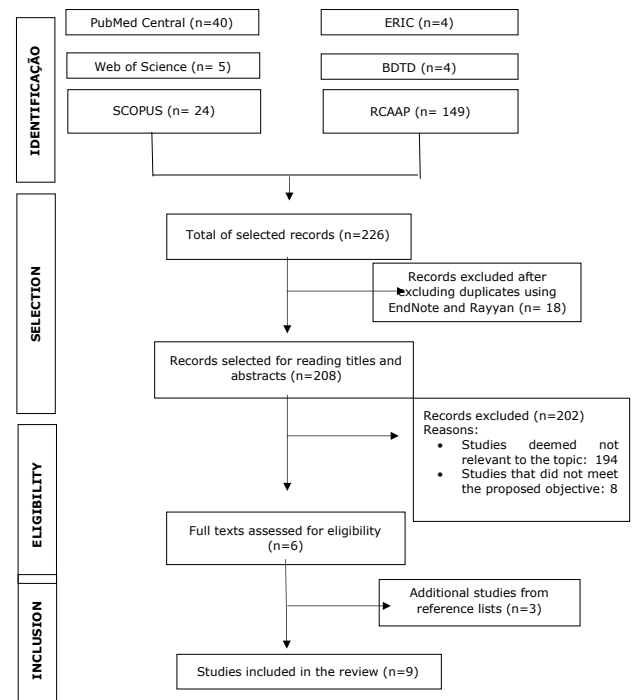 IDENTIFICAÇÃO
PubMed Central (n=40)
ERIC (n=4)
Web of Science (n= 5)
BDTD (n=4)
SCOPUS (n= 24)
RCAAP (n= 149)
SELECTION
Total of selected records (n=226)
Records excluded after
excluding duplicates using
EndNote and Rayyan (n= 18)
Records selected for reading titles and
abstracts (n=208)
Records excluded (n=202)
Reasons:
• Studies deemed not
relevant to the topic: 194
• Studies that did not meet
the proposed objective: 8
ELIGIBILITY
Full texts assessed for eligibility
(n=6)
INCLUSION
Additional studies from
reference lists (n=3)
Studies included in the review (n=9)